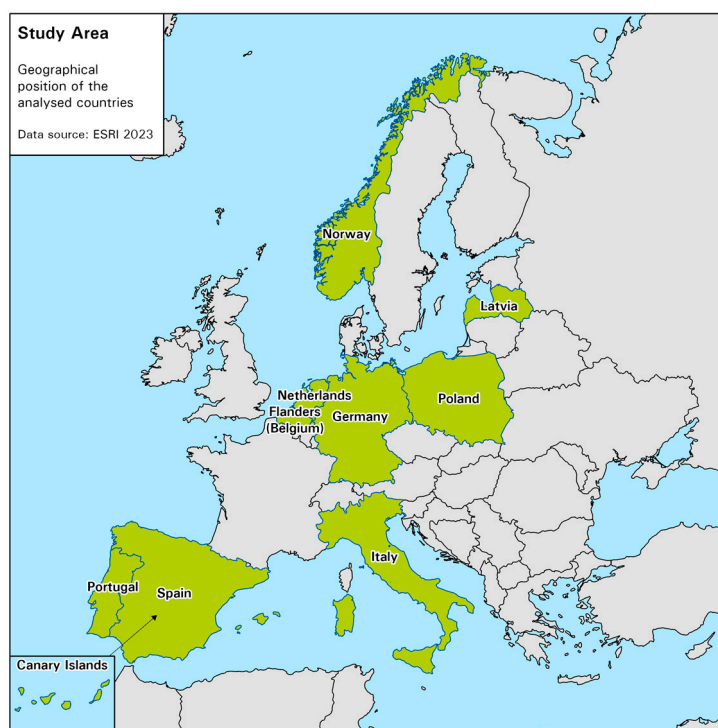 Study Area
Geographical
position of the
analysed countries
Data source: ESRI 2023
Norway
Latvia
Netherlands
Flanders
(Belgium)
Germany
Poland
Italy
Portugal
Spain
Canary Islands